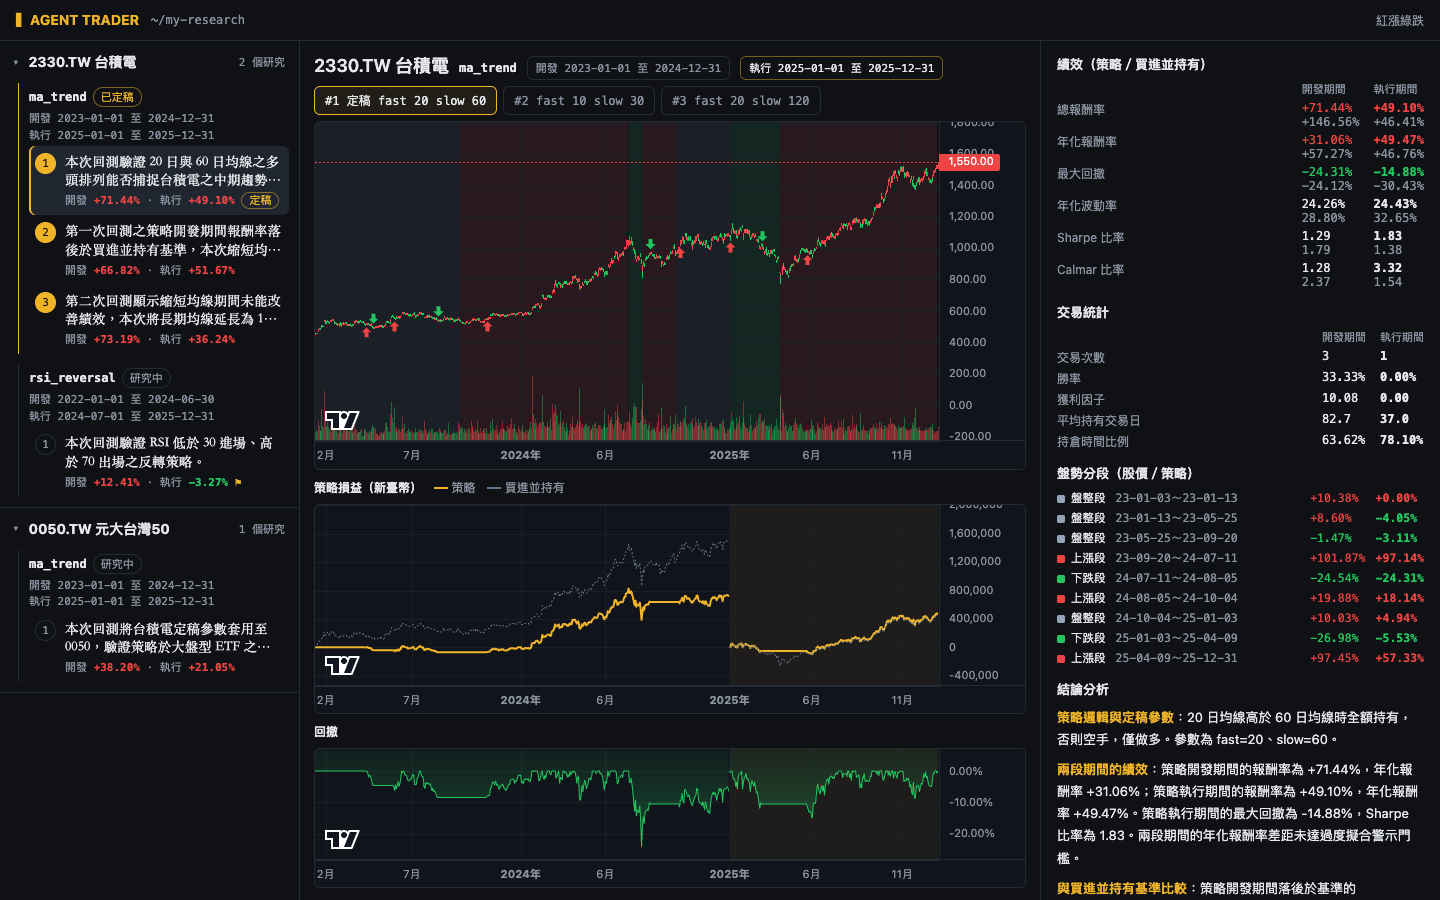 AGENT TRADER ~/my-research
紅漲綠跌
2330.TW 台積電 2 個研究
ma_trend 已定稿
開發 2023-01-01 至 2024-12-31
執行 2025-01-01 至 2025-12-31
1 本次回測驗證 20 日與 60 日均線之多
頭排列能否捕捉台積電之中期趨勢…
開發 +71.44% · 執行 +49.10% 定稿
2 第一次回測之策略開發期間報酬率落
後於買進並持有基準，本次縮短均…
開發 +66.82% · 執行 +51.67%
3 第二次回測顯示縮短均線期間未能改
善績效，本次將長期均線延長為 1…
開發 +73.19% · 執行 +36.24%
rsi_reversal 研究中
開發 2022-01-01 至 2024-06-30
執行 2024-07-01 至 2025-12-31
1 本次回測驗證 RSI 低於 30 進場、高
於 70 出場之反轉策略。
開發 +12.41% · 執行 -3.27%
0050.TW 元大台灣50 1 個研究
ma_trend 研究中
開發 2023-01-01 至 2024-12-31
執行 2025-01-01 至 2025-12-31
1 本次回測將台積電定稿參數套用至
0050，驗證策略於大盤型 ETF 之…
開發 +38.20% · 執行 +21.05%
2330.TW 台積電 ma_trend 開發 2023-01-01 至 2024-12-31 執行 2025-01-01 至 2025-12-31
#1 定稿 fast 20 slow 60 #2 fast 10 slow 30 #3 fast 20 slow 120
1,800.00
1,600.00
1,550.00
1,400.00
1,200.00
1,000.00
800.00
600.00
400.00
200.00
0.00
-200.00
2月 7月 2024年 6月 2025年 6月 11月
策略損益（新臺幣） 策略 買進並持有
2,000,000
1,600,000
1,200,000
800,000
400,000
0
-400,000
2月 7月 2024年 6月 2025年 6月 11月
回撤
0.00%
-10.00%
-20.00%
2月 7月 2024年 6月 2025年 6月 11月
績效（策略 / 買進並持有）
開發期間 執行期間
總報酬率 +71.44% +49.10%
+146.56% +46.41%
年化報酬率 +31.06% +49.47%
+57.27% +46.76%
最大回撤 -24.31% -14.88%
-24.12% -30.43%
年化波動率 24.26% 24.43%
28.80% 32.65%
Sharpe 比率 1.29 1.83
1.79 1.38
Calmar 比率 1.28 3.32
2.37 1.54
交易統計
開發期間 執行期間
交易次數 3 1
勝率 33.33% 0.00%
獲利因子 10.08 0.00
平均持有交易日 82.7 37.0
持倉時間比例 63.62% 78.10%
盤勢分段（股價 / 策略）
盤整段 23-01-03～23-01-13 +10.38% +0.00%
盤整段 23-01-13～23-05-25 +8.60% -4.05%
盤整段 23-05-25～23-09-20 -1.47% -3.11%
上漲段 23-09-20～24-07-11 +101.87% +97.14%
下跌段 24-07-11～24-08-05 -24.54% -24.31%
上漲段 24-08-05～24-10-04 +19.88% +18.14%
盤整段 24-10-04～25-01-03 +10.03% +4.94%
下跌段 25-01-03～25-04-09 -26.98% -5.53%
上漲段 25-04-09～25-12-31 +97.45% +57.33%
結論分析
策略邏輯與定稿參數：20 日均線高於 60 日均線時全額持有，
否則空手，僅做多。參數為 fast=20、slow=60。
兩段期間的績效：策略開發期間的報酬率為 +71.44%，年化報
酬率 +31.06%；策略執行期間的報酬率為 +49.10%，年化報酬
率 +49.47%。策略執行期間的最大回撤為 -14.88%，Sharpe
比率為 1.83。兩段期間的年化報酬率差距未達過度擬合警示門
檻。
與買進並持有基準比較：策略開發期間落後於基準的